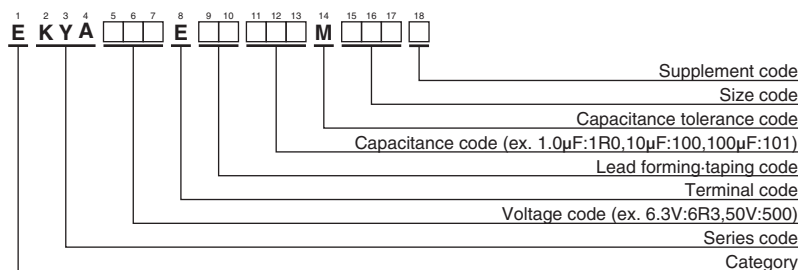 1 2 3 4 5 6 7 8 9 10 11 12 13 14 15 16 17 18
E K Y A E M
Supplement code
Size code
Capacitance tolerance code
Capacitance code (ex. 1.0μF:1R0,10μF:100,100μF:101)
Lead forming·taping code
Terminal code
Voltage code (ex. 6.3V:6R3,50V:500)
Series code
Category